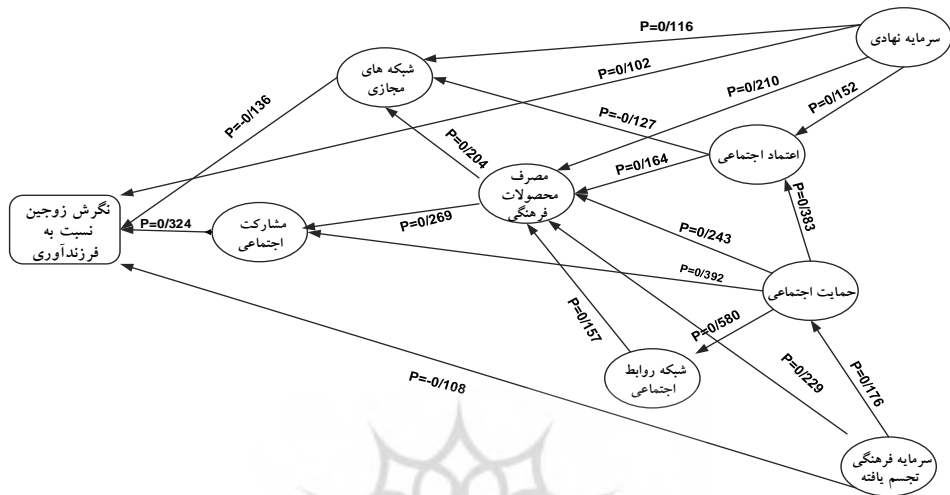 سرمایه نهادی
P=0/116
شبکه های
مجازی
P=0/102
P=0/210
P=0/152
P=-0/136
P=-0/127
P=0/204
اعتماد اجتماعی
P=0/164
مصرف
محصولات
فرهنگی
P=0/383
نگرش زوجین
نسبت به
فرزندآوری
P=0/324
مشارکت
اجتماعی
P=0/269
P=0/243
P=0/392
حمایت اجتماعی
P=0/580
P=0/157
شبکه روابط
اجتماعی
P=0/229
P=0/176
P=-0/108
سرمایه فرهنگی
تجسم یافته